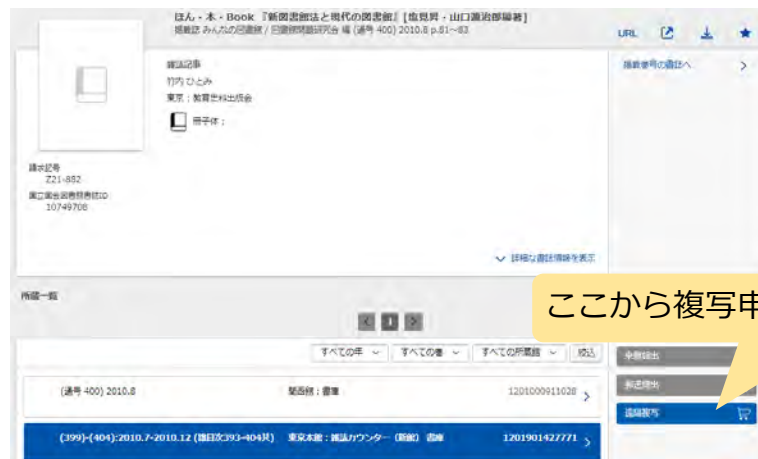 ほん・本・Book 『新図書館法と現代の図書館』[塩見昇・山口源治郎編著]
掲載誌 みんなの図書館 / 図書館問題研究会 編 (通号 400) 2010.8 p.81~83
URL
雑誌記事
竹内 ひとみ
東京 : 教育史料出版会
冊子体 :
掲載巻号の書誌へ
請求記号
Z21-882
国立国会図書館書誌ID
10749708
詳細な書誌情報を表示
所蔵一覧
1
ここから複写申
すべての年
すべての巻
すべての所蔵館
絞込
(通号 400) 2010.8 関西館 : 書庫 1201000911028
郵送貸出
遠隔複写
(399)-(404):2010.7-2010.12 (総目次393-404共) 東京本館 : 雑誌カウンター (新館) 書庫 1201901427771